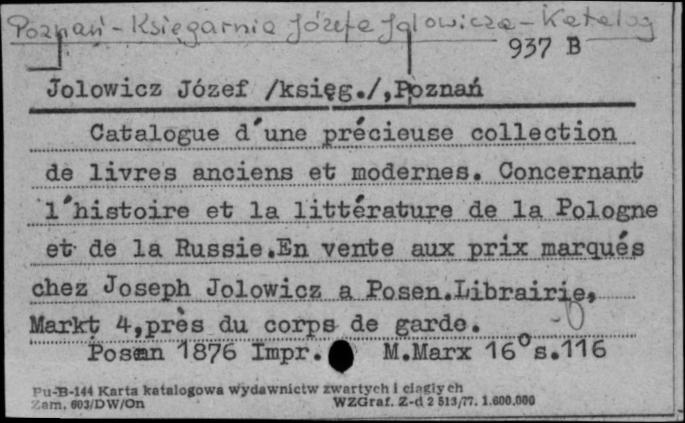 Poznań - Księgarnia Józefa Jolowicza - Katalog
937 B
Jolowicz Józef /księg./,Poznań
Catalogue d'une précieuse collection
de livres anciens et modernes. Concernant
l'histoire et la littérature de la Pologne
et de la Russie.En vente aux prix marqués
chez Joseph Jolowicz a Posen.Librairie,
Markt 4,près du corps de garde.
Posen 1876 Impr. M.Marx 16° s.116
Pu-B-144 Karta katalogowa wydawnictw zwartych i ciągłych
Zam. 603/DW/On WZGraf. Z-d 2 513/77. 1.600.000